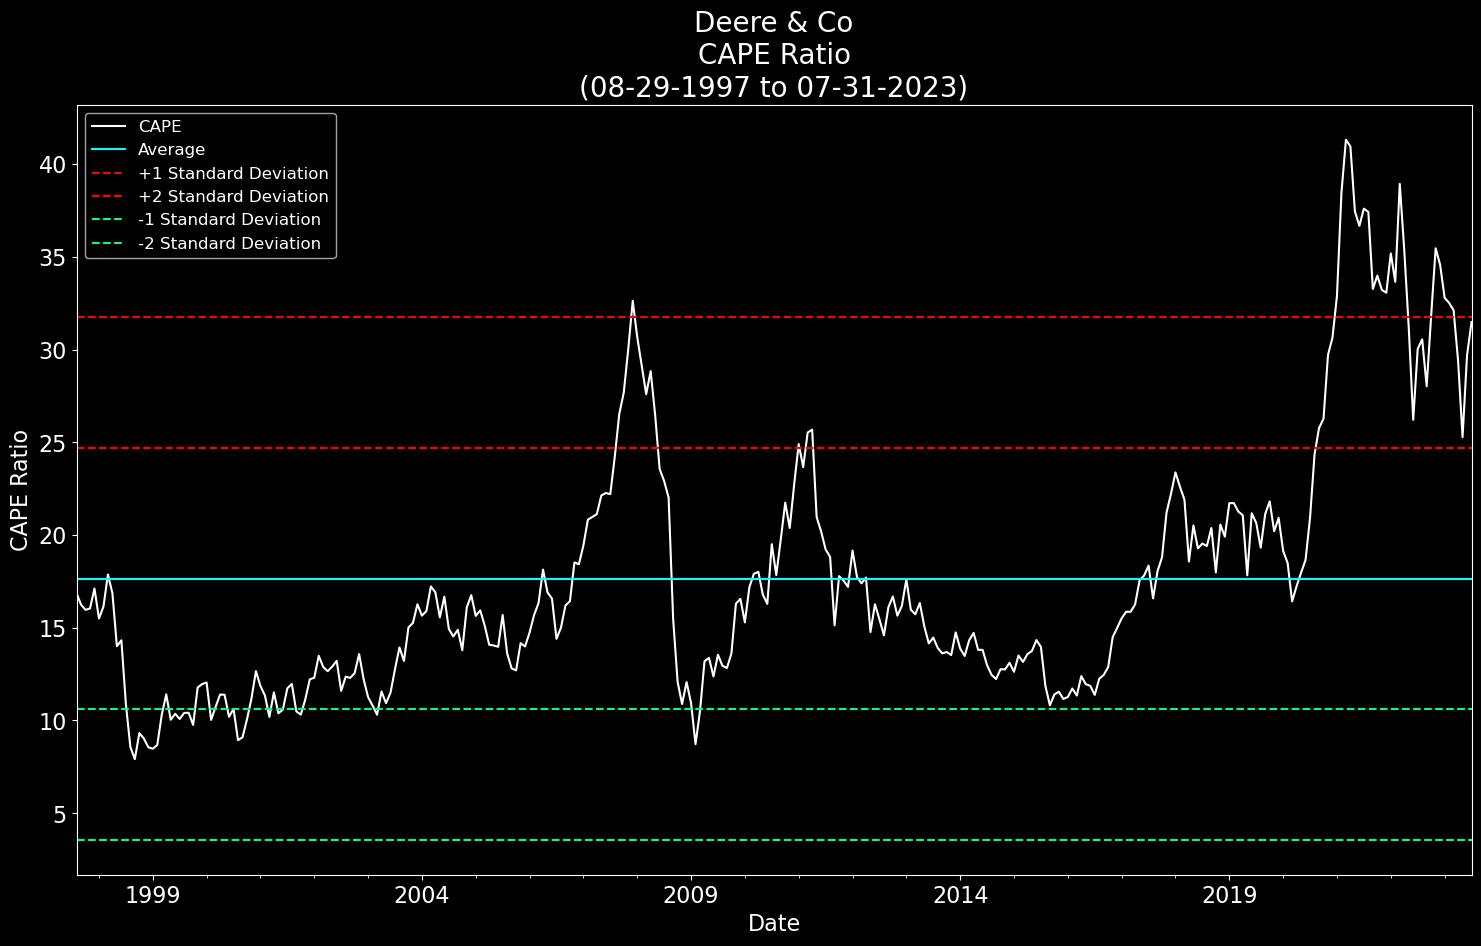 Deere & Co
CAPE Ratio
(08-29-1997 to 07-31-2023)
CAPE
Average
+1 Standard Deviation
+2 Standard Deviation
-1 Standard Deviation
-2 Standard Deviation
40
35
30
25
20
15
10
5
CAPE Ratio
1999
2004
2009
2014
2019
Date